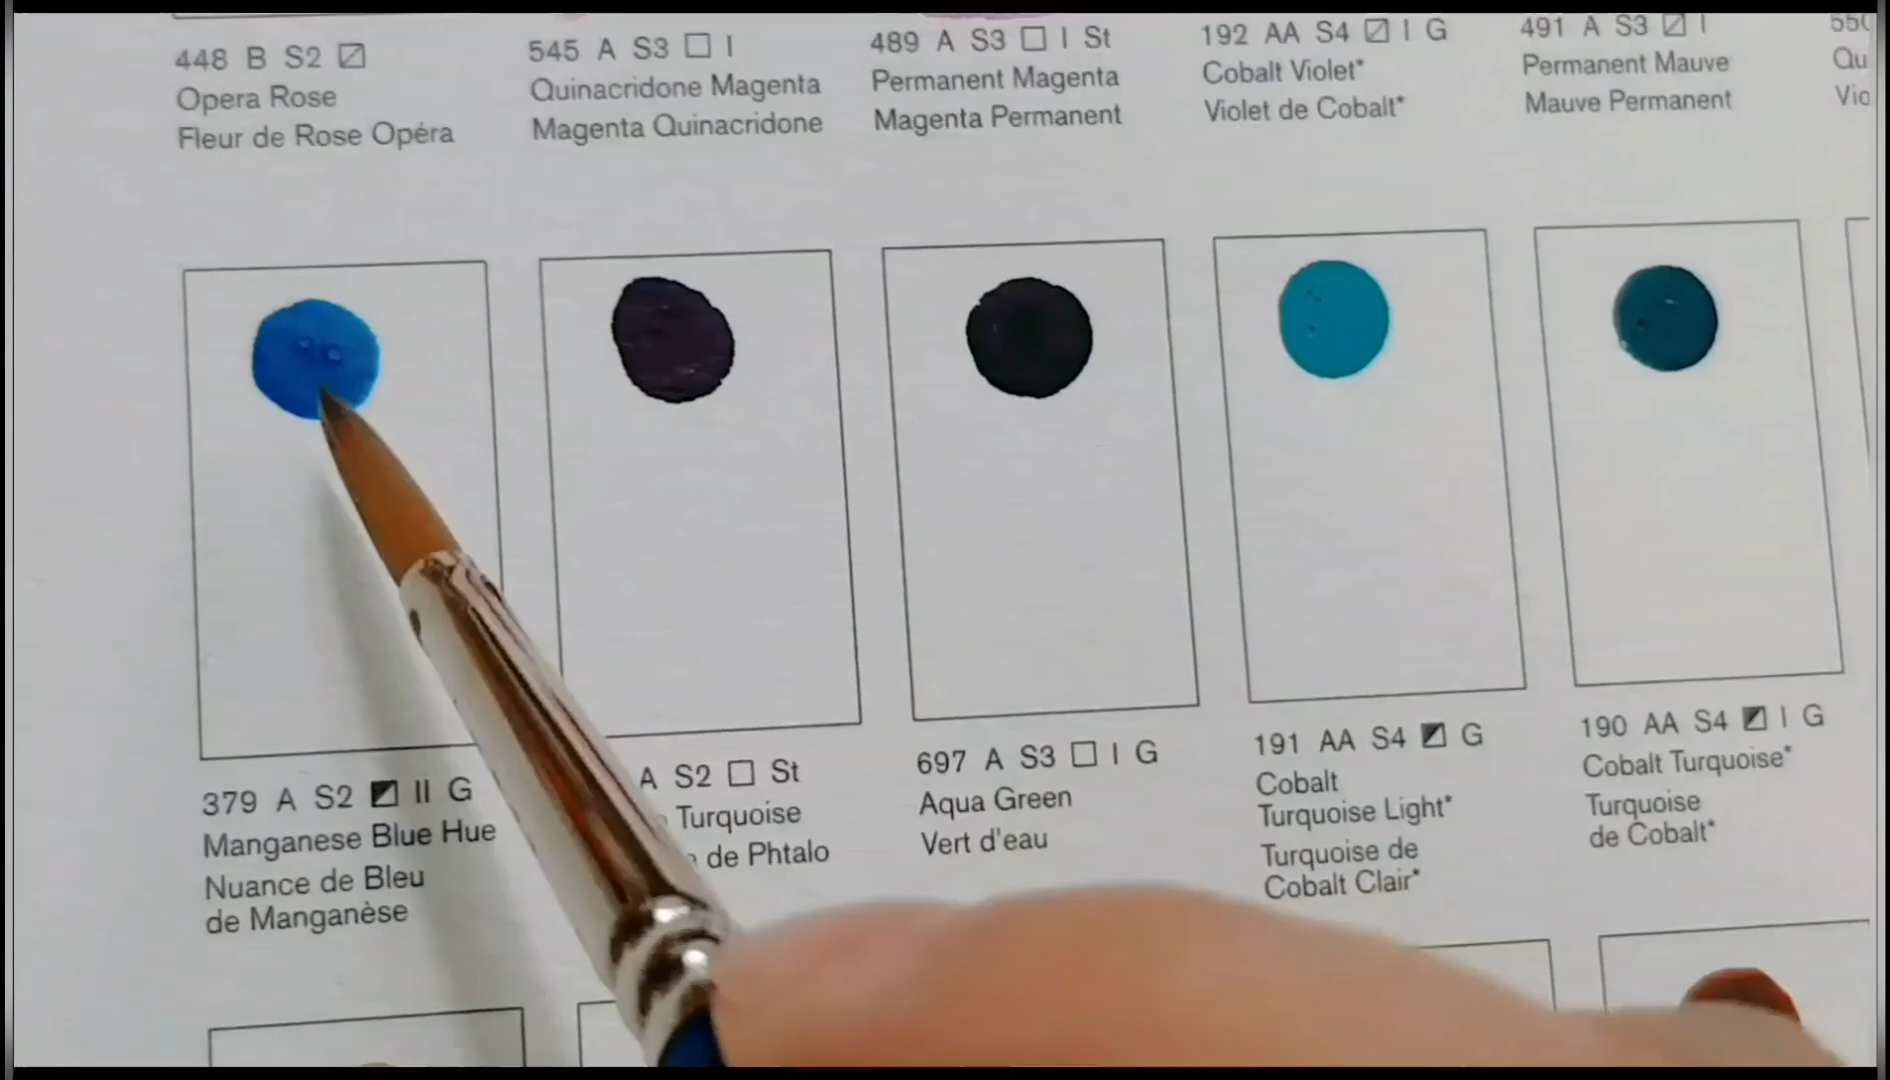 448 B S2
Opera Rose
Fleur de Rose Opéra
545 A S3 I
Quinacridone Magenta
Magenta Quinacridone
489 A S3 I St
Permanent Magenta
Magenta Permanent
192 AA S4 I G
Cobalt Violet*
Violet de Cobalt*
491 A S3 I
Permanent Mauve
Mauve Permanent
550
Qu
Vio
379 A S2 II G
Manganese Blue Hue
Nuance de Bleu
de Manganèse
A S2 St
Turquoise
de Phtalo
697 A S3 I G
Aqua Green
Vert d'eau
191 AA S4 G
Cobalt
Turquoise Light*
Turquoise de
Cobalt Clair*
190 AA S4 I G
Cobalt Turquoise*
Turquoise
de Cobalt*